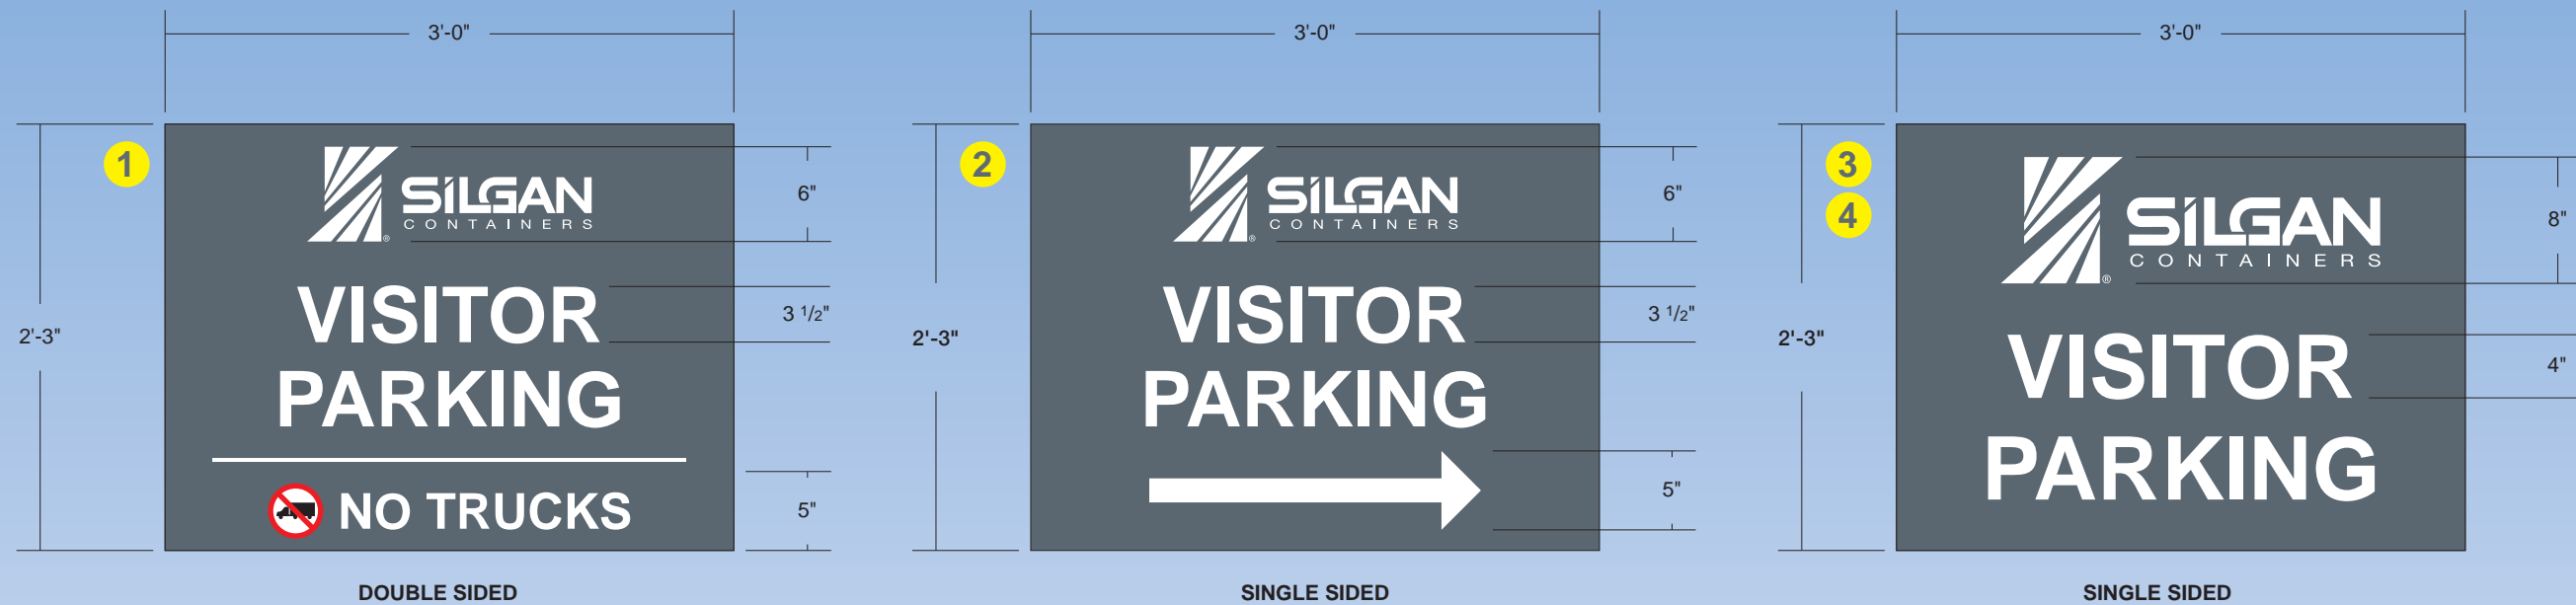 3'-0"
1
2'-3"
SiLGAN
CONTAINERS
®
6"
VISITOR
3 1/2"
PARKING
NO TRUCKS
5"
DOUBLE SIDED
3'-0"
2
2'-3"
SiLGAN
CONTAINERS
®
6"
VISITOR
3 1/2"
PARKING
5"
SINGLE SIDED
3'-0"
3
4
2'-3"
SiLGAN
CONTAINERS
®
8"
VISITOR
4"
PARKING
SINGLE SIDED